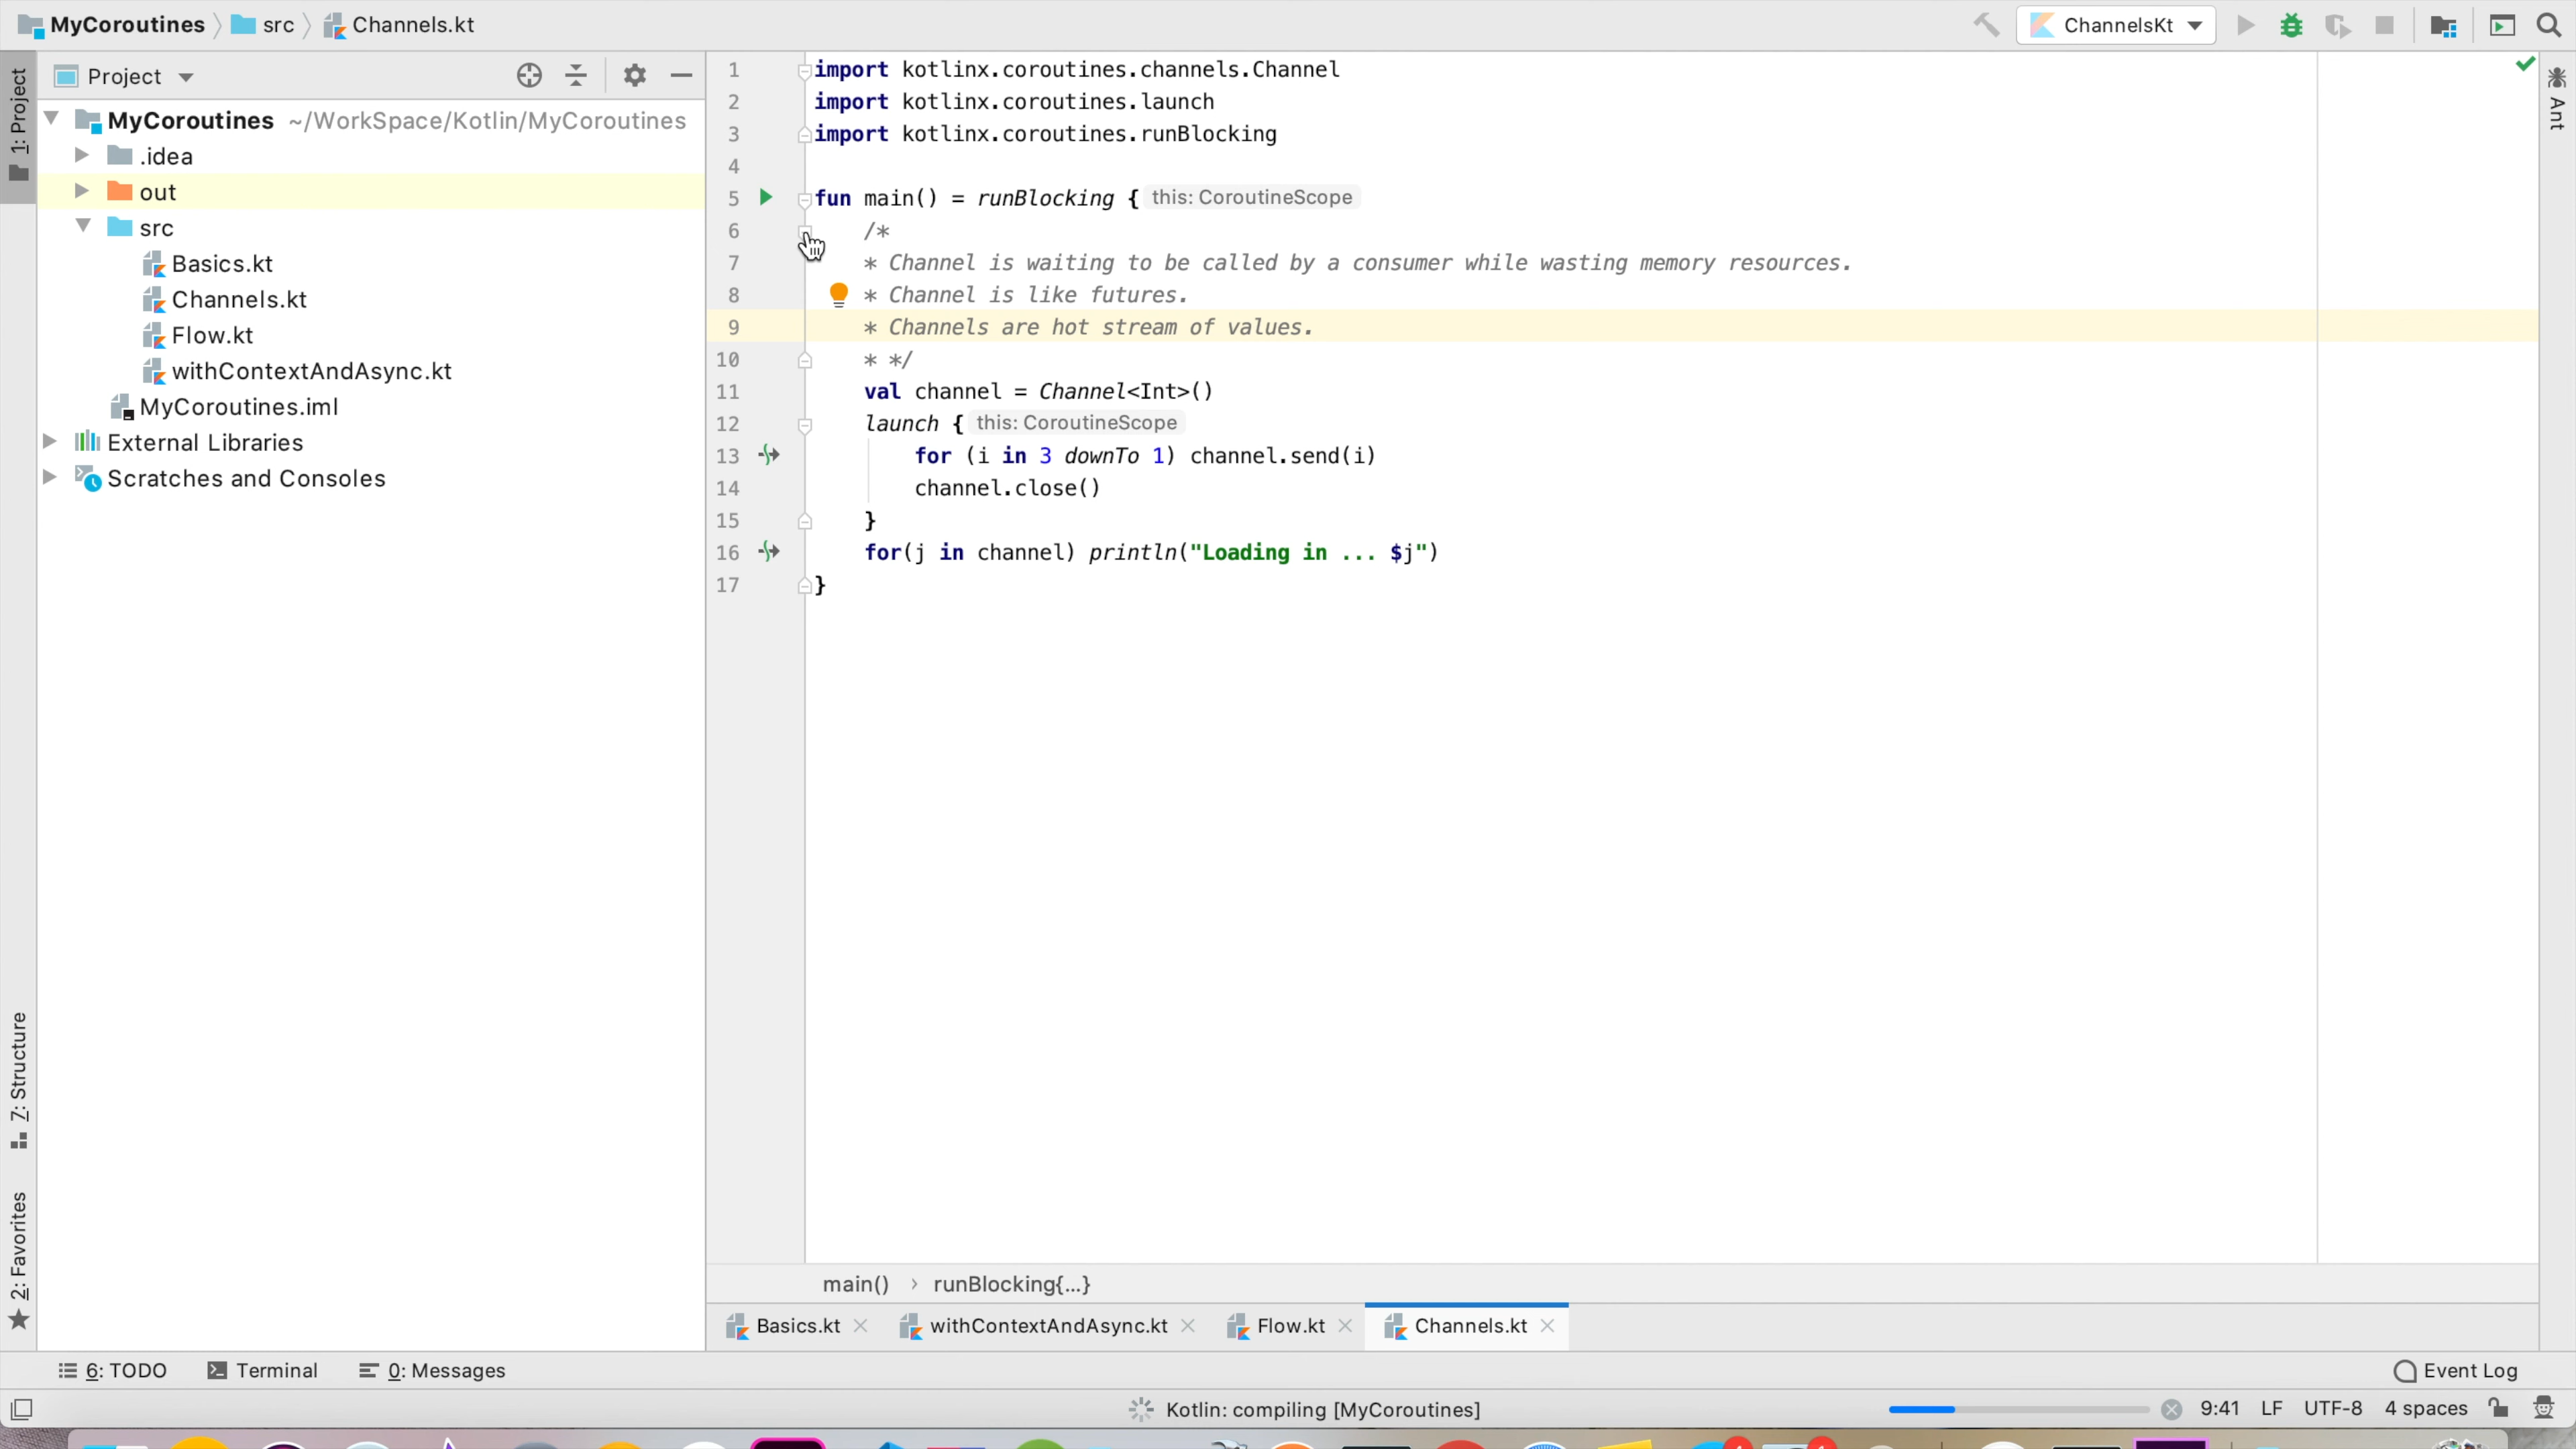 MyCoroutines src Channels.kt ChannelsKt
1: Project
Project
MyCoroutines ~/WorkSpace/Kotlin/MyCoroutines
.idea
out
src
Basics.kt
Channels.kt
Flow.kt
withContextAndAsync.kt
MyCoroutines.iml
External Libraries
Scratches and Consoles
7: Structure
2: Favorites
1 import kotlinx.coroutines.channels.Channel
2 import kotlinx.coroutines.launch
3 import kotlinx.coroutines.runBlocking
4
5 fun main() = runBlocking { this: CoroutineScope
6 /*
7 * Channel is waiting to be called by a consumer while wasting memory resources.
8 * Channel is like futures.
9 * Channels are hot stream of values.
10 * */
11 val channel = Channel<Int>()
12 launch { this: CoroutineScope
13 for (i in 3 downTo 1) channel.send(i)
14 channel.close()
15 }
16 for(j in channel) println("Loading in ... $j")
17 }
Ant
main() › runBlocking{...}
Basics.kt withContextAndAsync.kt Flow.kt Channels.kt
6: TODO Terminal 0: Messages Event Log
Kotlin: compiling [MyCoroutines] 9:41 LF UTF-8 4 spaces